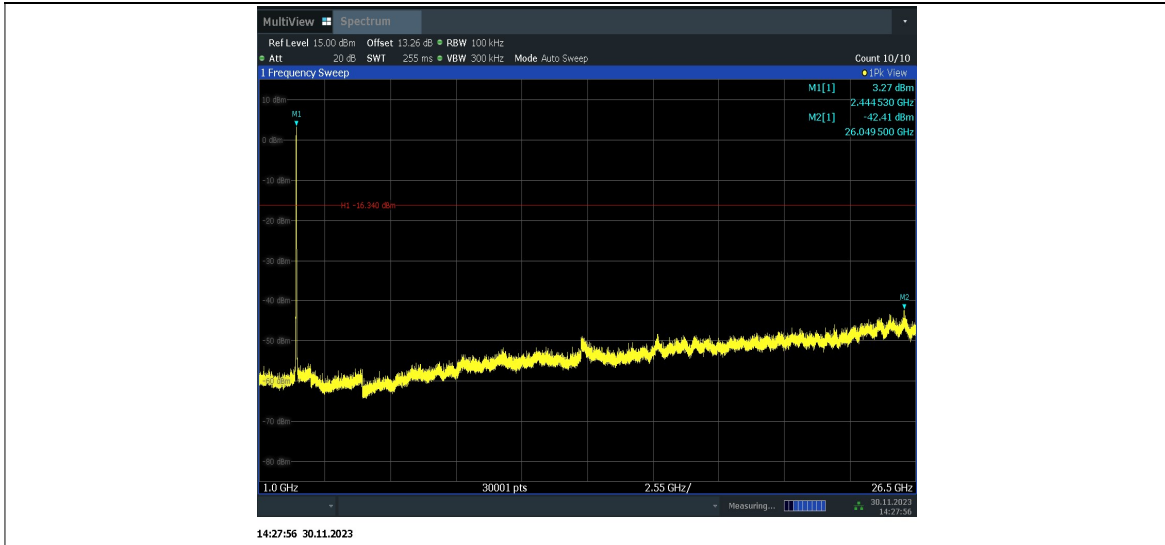 MultiView Spectrum
Ref Level 15.00 dBm Offset 13.26 dB RBW 100 kHz
Att 20 dB SWT 255 ms VBW 300 kHz Mode Auto Sweep Count 10/10
1 Frequency Sweep 1Pk View
M1[1] 3.27 dBm
2.444530 GHz
M2[1] -42.41 dBm
26.049500 GHz
10 dBm
M1
0 dBm
-10 dBm
H1 -16.340 dBm
-20 dBm
-30 dBm
-40 dBm
M2
-50 dBm
-60 dBm
-70 dBm
-80 dBm
1.0 GHz 30001 pts 2.55 GHz/ 26.5 GHz
Measuring... 30.11.2023
14:27:56
14:27:56 30.11.2023